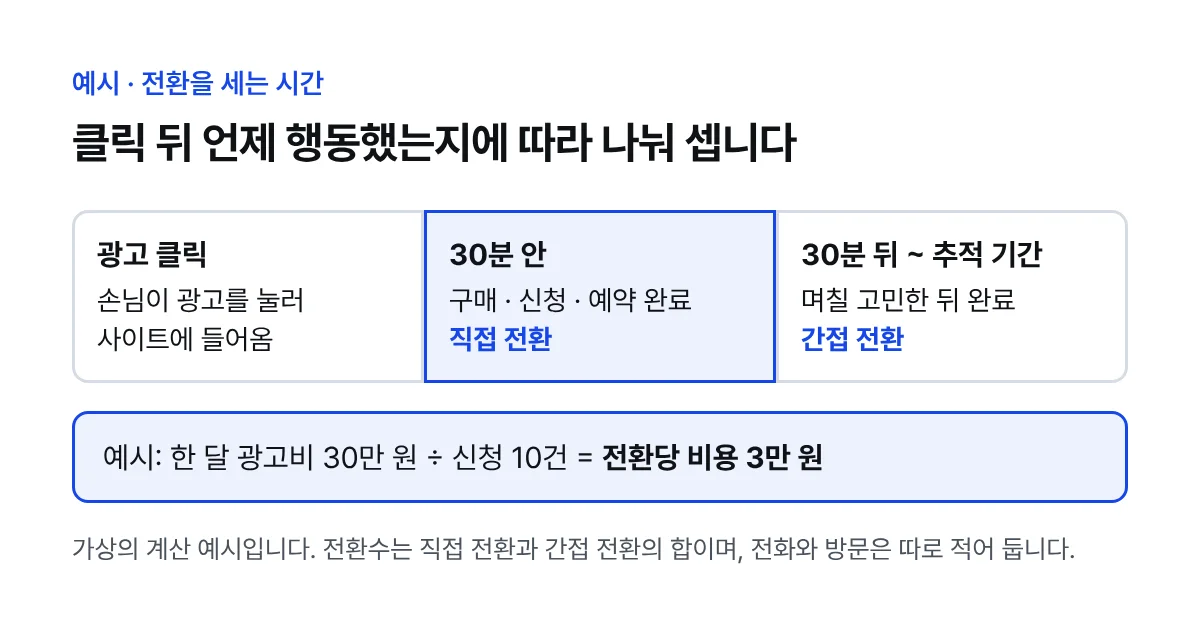 예시 · 전환을 세는 시간
클릭 뒤 언제 행동했는지에 따라 나눠 셉니다
광고 클릭
손님이 광고를 눌러
사이트에 들어옴
30분 안
구매 · 신청 · 예약 완료
직접 전환
30분 뒤 ~ 추적 기간
며칠 고민한 뒤 완료
간접 전환
예시: 한 달 광고비 30만 원 ÷ 신청 10건 = 전환당 비용 3만 원
가상의 계산 예시입니다. 전환수는 직접 전환과 간접 전환의 합이며, 전화와 방문은 따로 적어 둡니다.